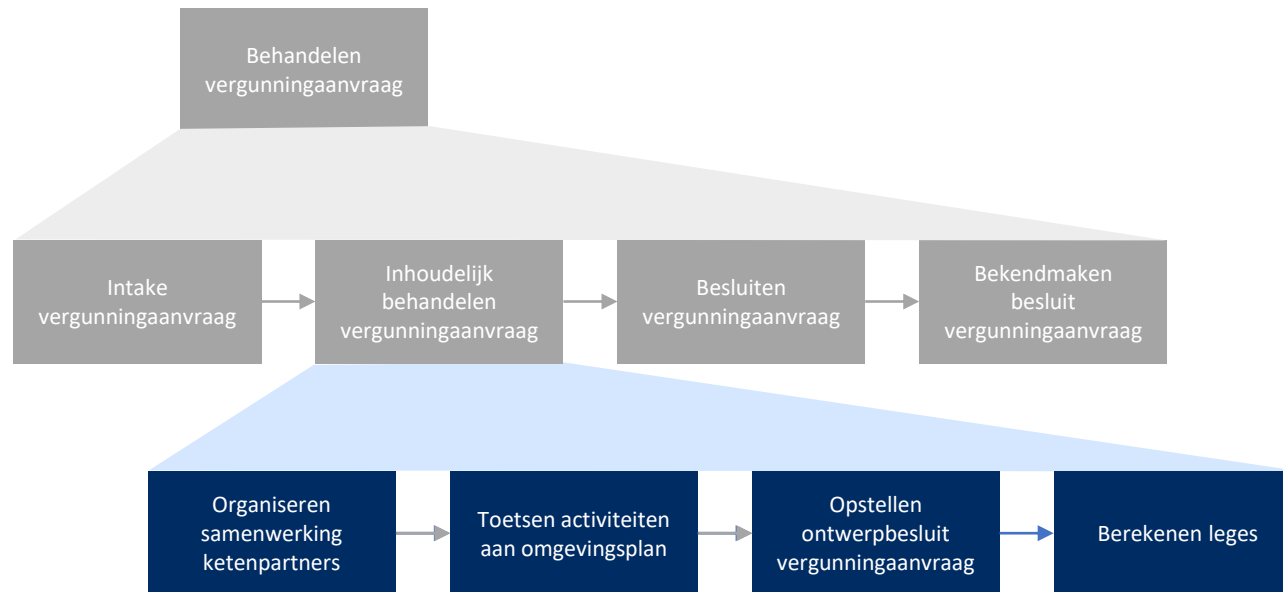 Behandelen
vergunningaanvraag
Intake
vergunningaanvraag
Inhoudelijk
behandelen
vergunningaanvraag
Besluiten
vergunningaanvraag
Bekendmaken
besluit
vergunningaanvraag
Organiseren
samenwerking
ketenpartners
Toetsen activiteiten
aan omgevingsplan
Opstellen
ontwerpbesluit
vergunningaanvraag
Berekenen leges